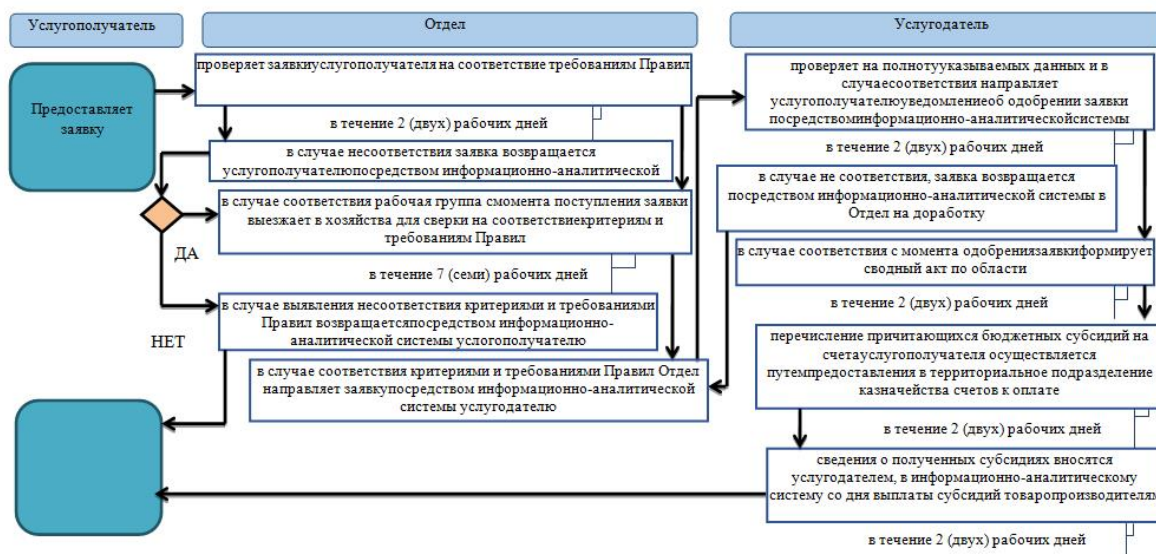 Услугополучатель
Отдел
Услугодатель
Предоставляет
заявку
проверяет заявкиуслугополучателя на соответствие требованиям Правил
в течение 2 (двух) рабочих дней
в случае несоответствия заявка возвращается
услугополучателюпосредством информационно-аналитической
в случае соответствия рабочая группа смомента поступления заявки
выезжает в хозяйства для сверки на соответствиекритериям и
требованиям Правил
ДА
в течение 7 (семи) рабочих дней
в случае выявления несоответствия критериями и требованиями
Правил возвращаетсяпосредством информационно-
аналитической системы услогополучателю
НЕТ
в случае соответствия критериями и требованиями Правил Отдел
направляет заявкупосредством информационно-аналитической
системы услугодателю
проверяет на полнотууказываемых данных и в
случаесоответствия направляет
услугополучателюуведомлениеоб одобрении заявки
посредствоминформационно-аналитическойсистемы
в течение 2 (двух) рабочих дней
в случае не соответствия, заявка возвращается
посредством информационно-аналитической системы в
Отдел на доработку
в случае соответствия с момента одобрениязаявкиформирует
сводный акт по области
в течение 2 (двух) рабочих дней
перечисление причитающихся бюджетных субсидий на
счетауслугополучателя осуществляется
путемпредоставления в территориальное подразделение
казначейства счетов к оплате
в течение 2 (двух) рабочих дней
сведения о полученных субсидиях вносятся
услугодателем, в информационно-аналитическому
систему со дня выплаты субсидий товаропроизводителям
в течение 2 (двух) рабочих дней